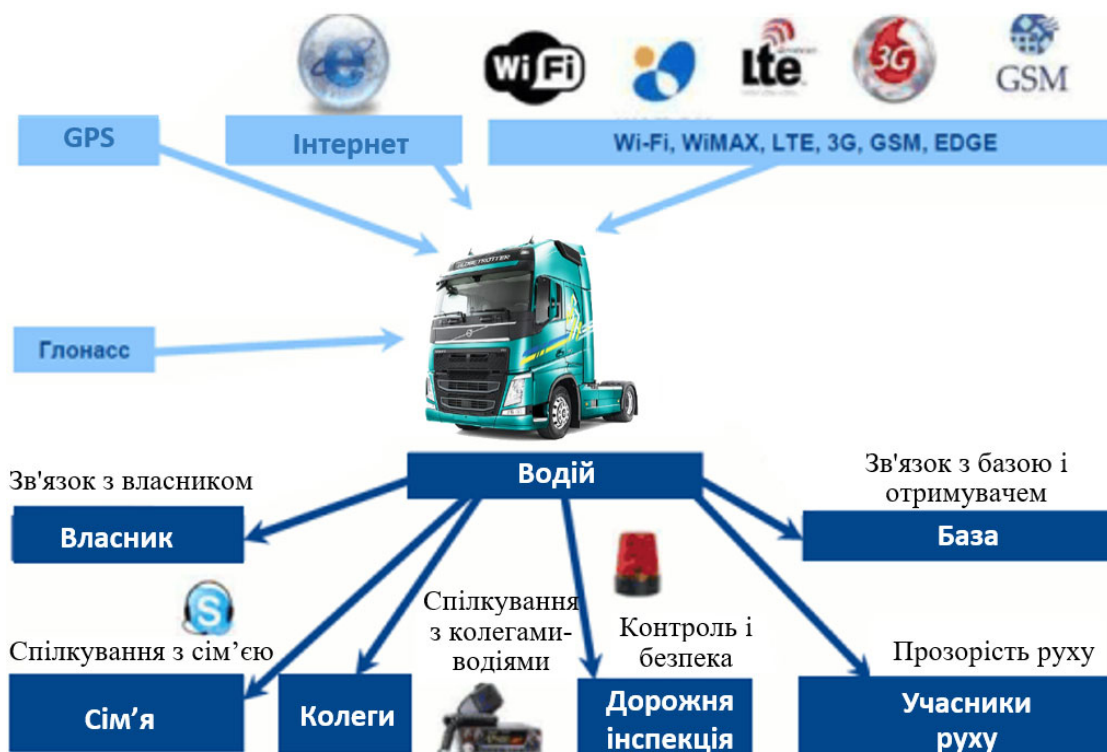 Wi Fi
Lte
3G
GSM
GPS
Інтернет
Wi-Fi, WiMAX, LTE, 3G, GSM, EDGE
Глонасс
Водій
Зв'язок з власником
Власник
Зв'язок з базою і
отримувачем
База
S
Спілкування з сім’єю
Сім’я
Спілкування
з колегами-
водіями
Колеги
Контроль і
безпека
Дорожня
інспекція
Прозорість руху
Учасники
руху